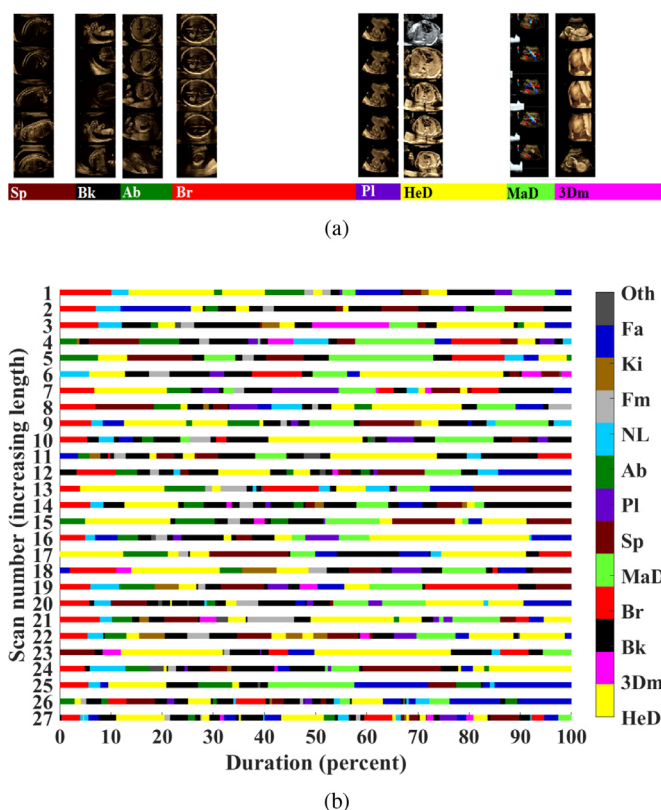 Sp Bk Ab Br Pl HeD MaD 3Dm
(a)
Scan number (increasing length)
1
2
3
4
5
6
7
8
9
10
11
12
13
14
15
16
17
18
19
20
21
22
23
24
25
26
27
0 10 20 30 40 50 60 70 80 90 100
Duration (percent)
Oth
Fa
Ki
Fm
NL
Ab
Pl
Sp
MaD
Br
Bk
3Dm
HeD
(b)